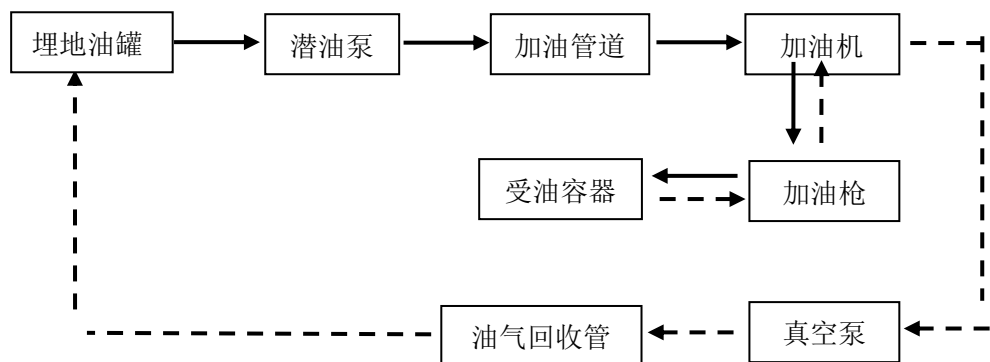 埋地油罐
潜油泵
加油管道
加油机
受油容器
加油枪
油气回收管
真空泵